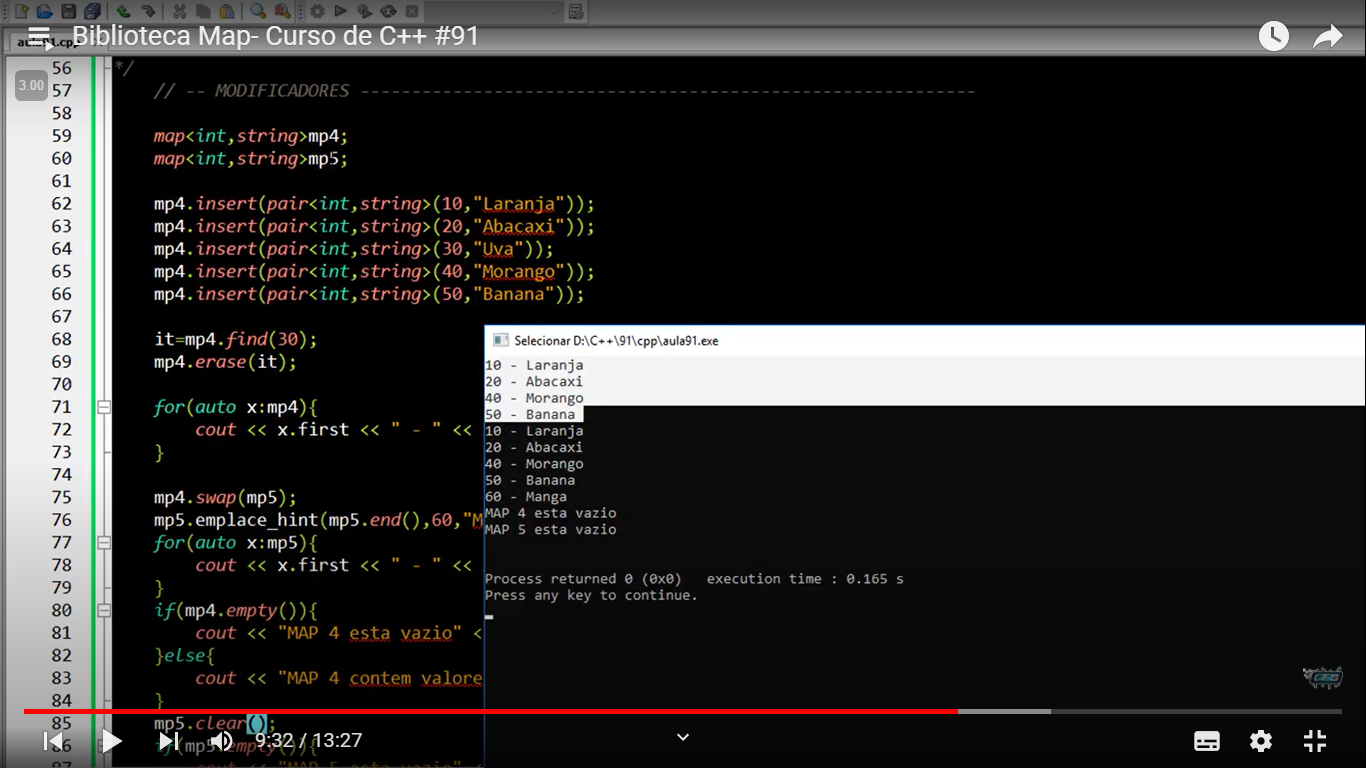 Biblioteca Map- Curso de C++ #91
3.00
56 */
57 // -- MODIFICADORES ------------------------------------------------------------
58
59 map<int,string>mp4;
60 map<int,string>mp5;
61
62 mp4.insert(pair<int,string>(10,"Laranja"));
63 mp4.insert(pair<int,string>(20,"Abacaxi"));
64 mp4.insert(pair<int,string>(30,"Uva"));
65 mp4.insert(pair<int,string>(40,"Morango"));
66 mp4.insert(pair<int,string>(50,"Banana"));
67
68 it=mp4.find(30);
69 mp4.erase(it);
70
71 for(auto x:mp4){
72 cout << x.first << " - " <<
73 }
74
75 mp4.swap(mp5);
76 mp5.emplace_hint(mp5.end(),60,"M
77 for(auto x:mp5){
78 cout << x.first << " - " <<
79 }
80 if(mp4.empty()){
81 cout << "MAP 4 esta vazio" <
82 }else{
83 cout << "MAP 4 contem valore
84 }
85 mp5.clear();
86 if(mp5.empty()){
Selecionar D:\C++\91\cpp\aula91.exe
10 - Laranja
20 - Abacaxi
40 - Morango
50 - Banana
10 - Laranja
20 - Abacaxi
40 - Morango
50 - Banana
60 - Manga
MAP 4 esta vazio
MAP 5 esta vazio
Process returned 0 (0x0) execution time : 0.165 s
Press any key to continue.
9:32 / 13:27